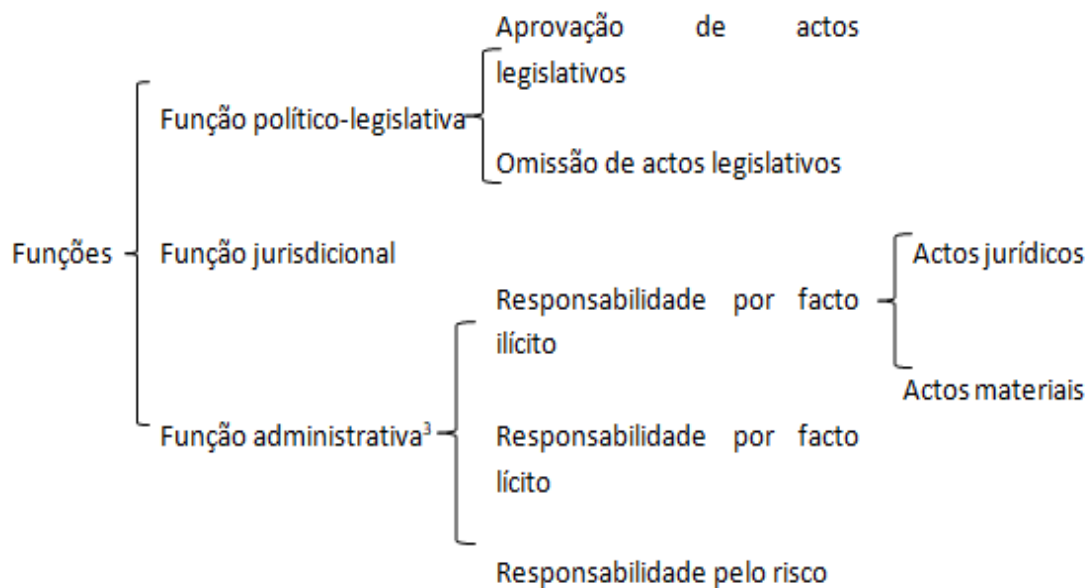 Aprovação de actos
legislativos
Função político-legislativa
Omissão de actos legislativos
Funções
Função jurisdicional
Actos jurídicos
Responsabilidade por facto
ilícito
Actos materiais
Função administrativa³
Responsabilidade por facto
lícito
Responsabilidade pelo risco